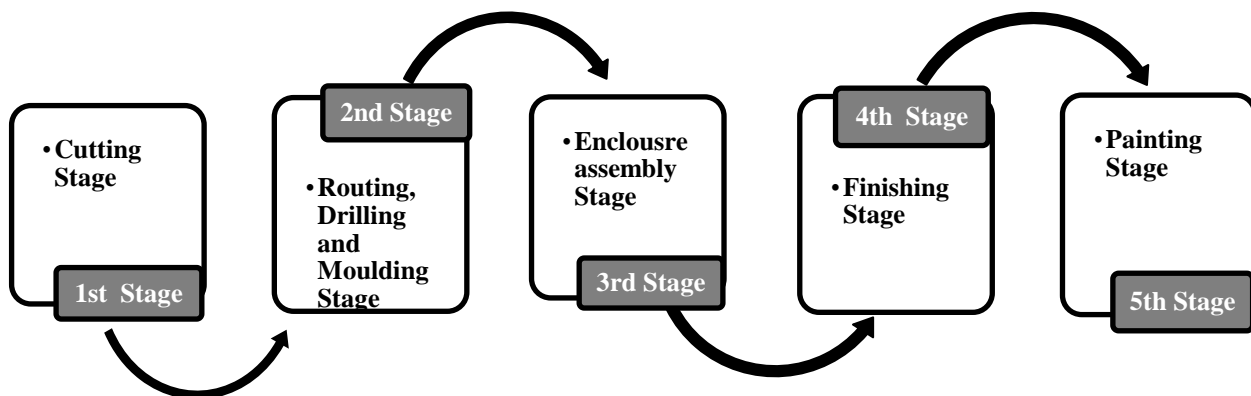 • Cutting
Stage
1st Stage
2nd Stage
• Routing,
Drilling
and
Moulding
Stage
• Enclousre
assembly
Stage
3rd Stage
4th Stage
• Finishing
Stage
• Painting
Stage
5th Stage